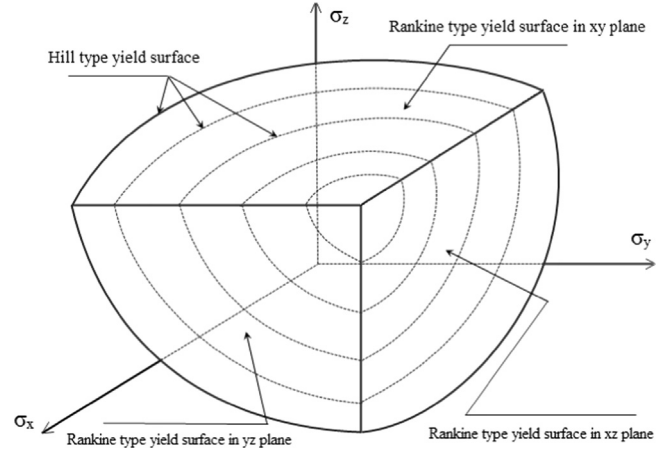 σz
Rankine type yield surface in xy plane
Hill type yield surface
σy
σx
Rankine type yield surface in yz plane
Rankine type yield surface in xz plane